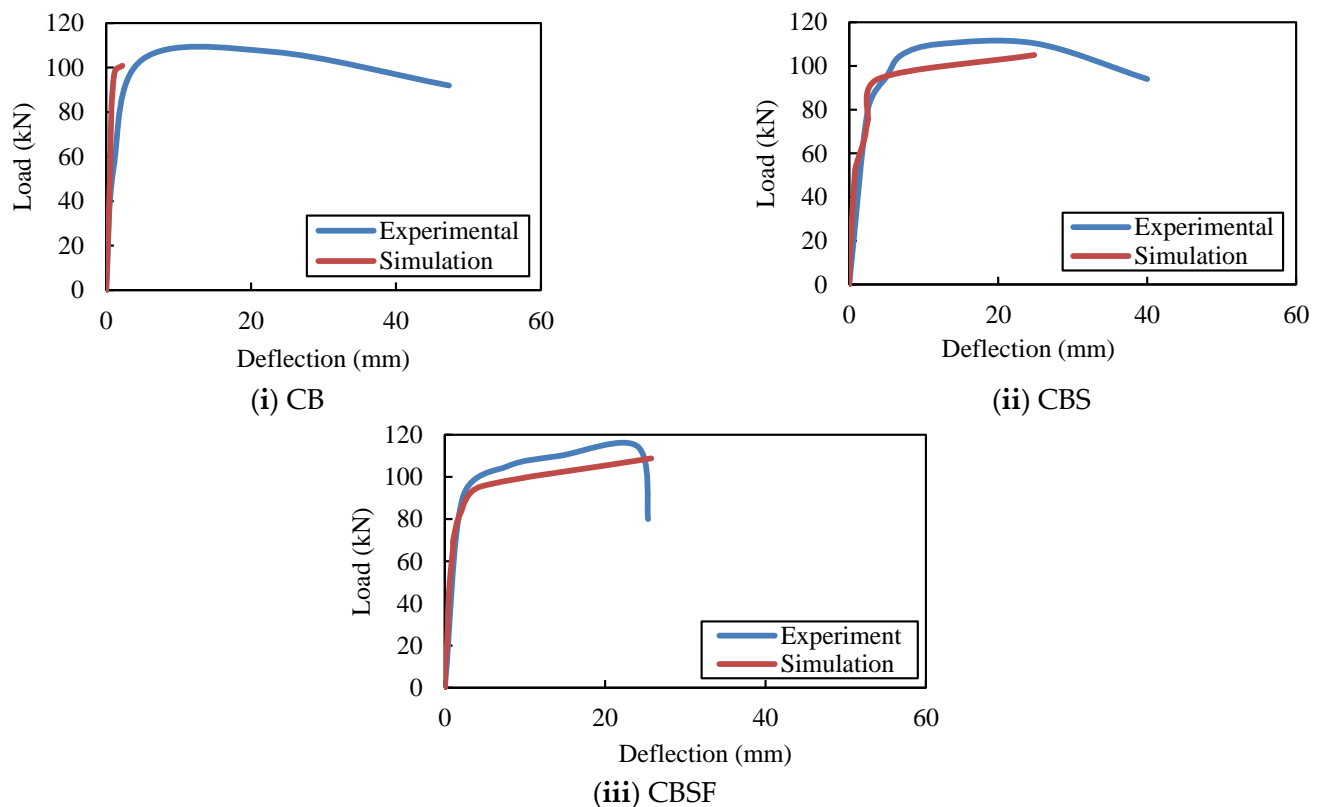 120
100
80
60
40
20
0
Load (kN)
Experimental
Simulation
0 20 40 60
Deflection (mm)
(i) CB
120
100
80
60
40
20
0
Load (kN)
Experimental
Simulation
0 20 40 60
Deflection (mm)
(ii) CBS
120
100
80
60
40
20
0
Load (kN)
Experiment
Simulation
0 20 40 60
Deflection (mm)
(iii) CBSF